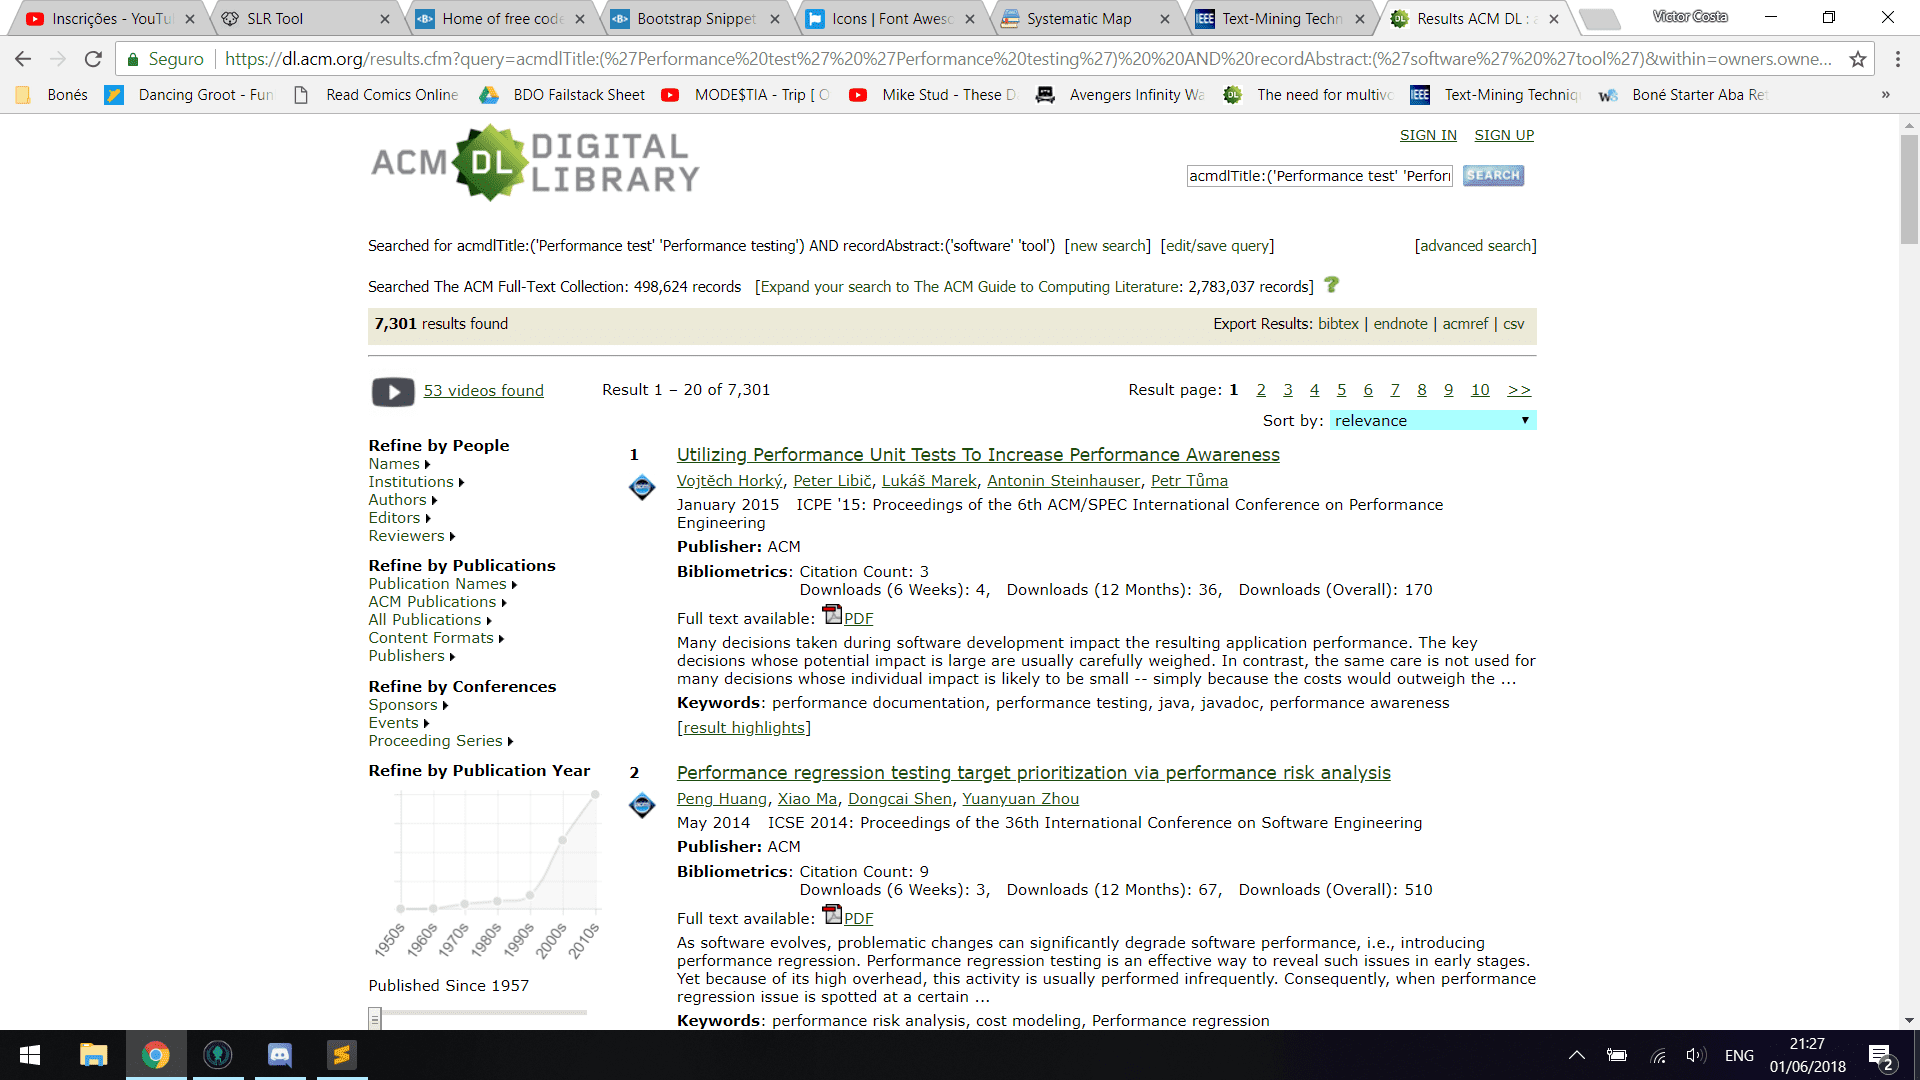 Inscrições - YouTu
SLR Tool
Home of free code
Bootstrap Snippet
Icons | Font Aweso
Systematic Map
Text-Mining Techn
Results ACM DL : a
Victor Costa
Seguro
https://dl.acm.org/results.cfm?query=acmdlTitle:(%27Performance%20test%27%20%27Performance%20testing%27)%20%20AND%20recordAbstract:(%27software%27%20%27tool%27)&within=owners.owne...
Bonés
Dancing Groot - Fun
Read Comics Online
BDO Failstack Sheet
MODE$TIA - Trip [ O
Mike Stud - These D
Avengers Infinity Wa
The need for multivo
Text-Mining Techniqu
Boné Starter Aba Ret
»
ACM DL DIGITAL LIBRARY
SIGN IN SIGN UP
acmdlTitle:('Performance test' 'Perforr
SEARCH
Searched for acmdlTitle:('Performance test' 'Performance testing') AND recordAbstract:('software' 'tool') [new search] [edit/save query] [advanced search]
Searched The ACM Full-Text Collection: 498,624 records [Expand your search to The ACM Guide to Computing Literature: 2,783,037 records] ?
7,301 results found
Export Results: bibtex | endnote | acmref | csv
53 videos found
Result 1 – 20 of 7,301
Result page: 1 2 3 4 5 6 7 8 9 10 >>
Sort by: relevance
Refine by People
Names
Institutions
Authors
Editors
Reviewers
Refine by Publications
Publication Names
ACM Publications
All Publications
Content Formats
Publishers
Refine by Conferences
Sponsors
Events
Proceeding Series
Refine by Publication Year
1950s
1960s
1970s
1980s
1990s
2000s
2010s
Published Since 1957
1
Utilizing Performance Unit Tests To Increase Performance Awareness
Vojtěch Horký, Peter Libič, Lukáš Marek, Antonin Steinhauser, Petr Tůma
January 2015 ICPE '15: Proceedings of the 6th ACM/SPEC International Conference on Performance
Engineering
Publisher: ACM
Bibliometrics: Citation Count: 3
Downloads (6 Weeks): 4, Downloads (12 Months): 36, Downloads (Overall): 170
Full text available: PDF
Many decisions taken during software development impact the resulting application performance. The key
decisions whose potential impact is large are usually carefully weighed. In contrast, the same care is not used for
many decisions whose individual impact is likely to be small -- simply because the costs would outweigh the ...
Keywords: performance documentation, performance testing, java, javadoc, performance awareness
[result highlights]
2
Performance regression testing target prioritization via performance risk analysis
Peng Huang, Xiao Ma, Dongcai Shen, Yuanyuan Zhou
May 2014 ICSE 2014: Proceedings of the 36th International Conference on Software Engineering
Publisher: ACM
Bibliometrics: Citation Count: 9
Downloads (6 Weeks): 3, Downloads (12 Months): 67, Downloads (Overall): 510
Full text available: PDF
As software evolves, problematic changes can significantly degrade software performance, i.e., introducing
performance regression. Performance regression testing is an effective way to reveal such issues in early stages.
Yet because of its high overhead, this activity is usually performed infrequently. Consequently, when performance
regression issue is spotted at a certain ...
Keywords: performance risk analysis, cost modeling, Performance regression
ENG
21:27
01/06/2018
2